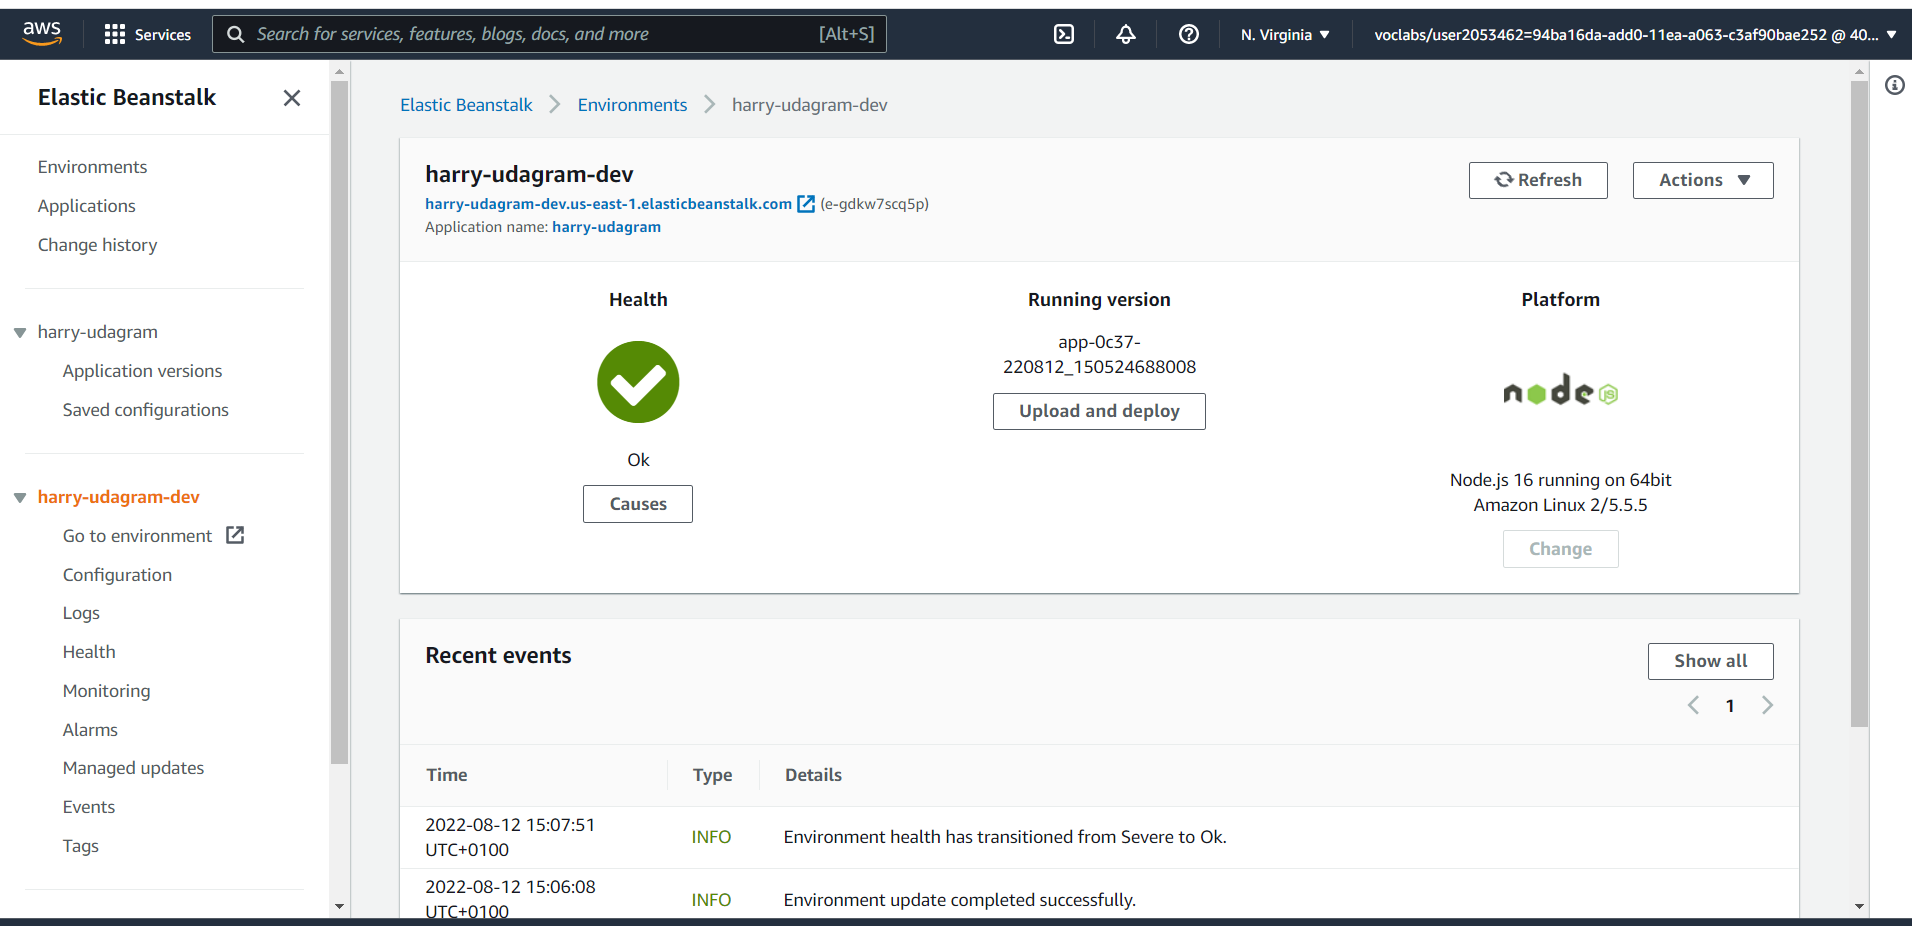 aws
Services
Search for services, features, blogs, docs, and more
[Alt+S]
N. Virginia
voclabs/user2053462=94ba16da-add0-11ea-a063-c3af90bae252 @ 40...
Elastic Beanstalk
Environments
Applications
Change history
harry-udagram
Application versions
Saved configurations
harry-udagram-dev
Go to environment
Configuration
Logs
Health
Monitoring
Alarms
Managed updates
Events
Tags
Elastic Beanstalk
Environments
harry-udagram-dev
harry-udagram-dev
harry-udagram-dev.us-east-1.elasticbeanstalk.com (e-gdkw7scq5p)
Application name: harry-udagram
Refresh
Actions
Health
Ok
Causes
Running version
app-0c37-
220812_150524688008
Upload and deploy
Platform
node
JS
Node.js 16 running on 64bit
Amazon Linux 2/5.5.5
Change
Recent events
Show all
1
Time Type Details
2022-08-12 15:07:51
UTC+0100
INFO
Environment health has transitioned from Severe to Ok.
2022-08-12 15:06:08
UTC+0100
INFO
Environment update completed successfully.